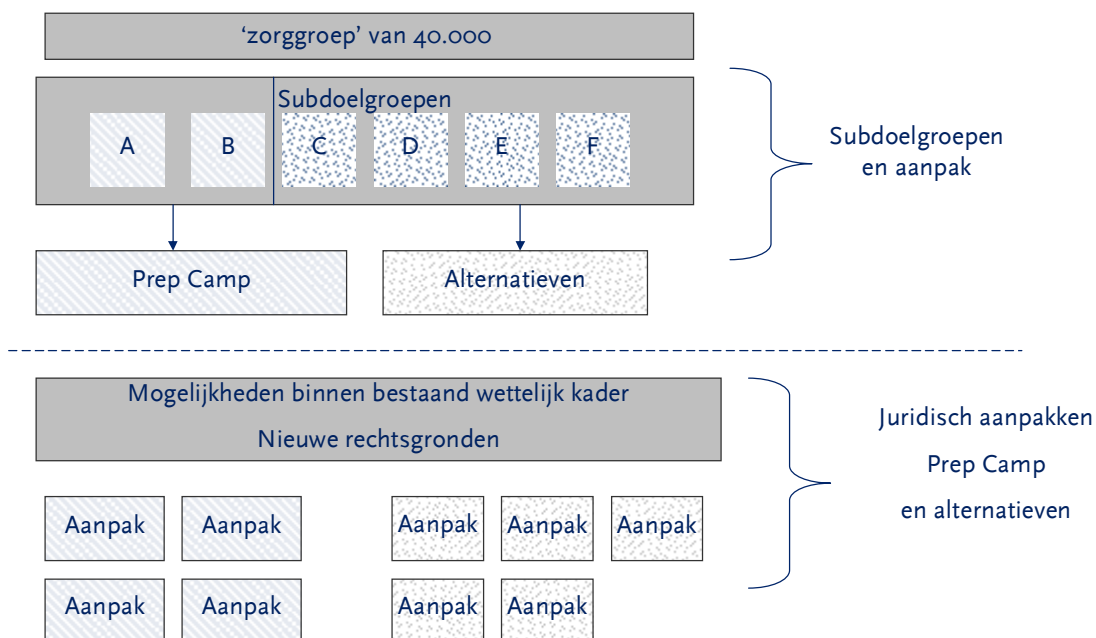 ‘zorggroep’ van 40.000
Subdoelgroepen
A B C D E F
Subdoelgroepen
en aanpak
Prep Camp
Alternatieven
Mogelijkheden binnen bestaand wettelijk kader
Nieuwe rechtsgronden
Juridisch aanpakken
Prep Camp
en alternatieven
Aanpak Aanpak Aanpak Aanpak Aanpak
Aanpak Aanpak Aanpak Aanpak